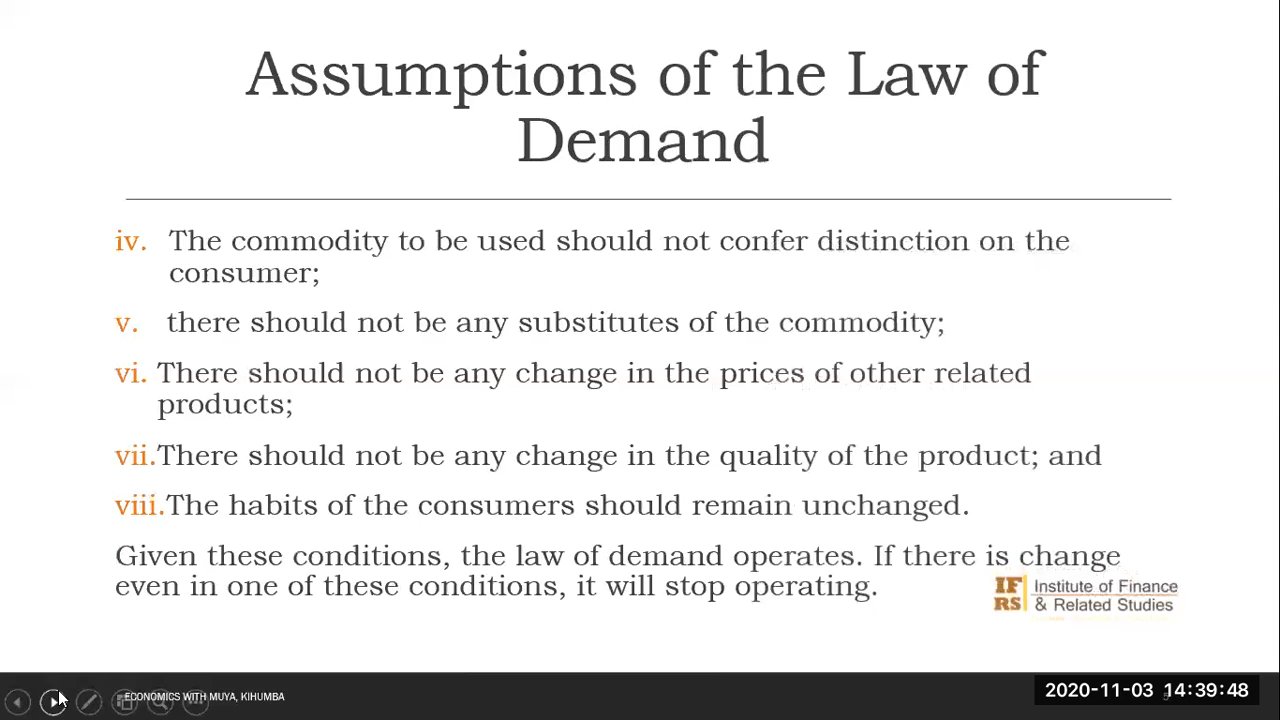 Assumptions of the Law of
Demand
iv. The commodity to be used should not confer distinction on the
consumer;
v. there should not be any substitutes of the commodity;
vi. There should not be any change in the prices of other related
products;
vii.There should not be any change in the quality of the product; and
viii.The habits of the consumers should remain unchanged.
Given these conditions, the law of demand operates. If there is change
even in one of these conditions, it will stop operating.
IF
RS
Institute of Finance
& Related Studies
ECONOMICS WITH MUYA, KIHUMBA
2020-11-03 14:39:48